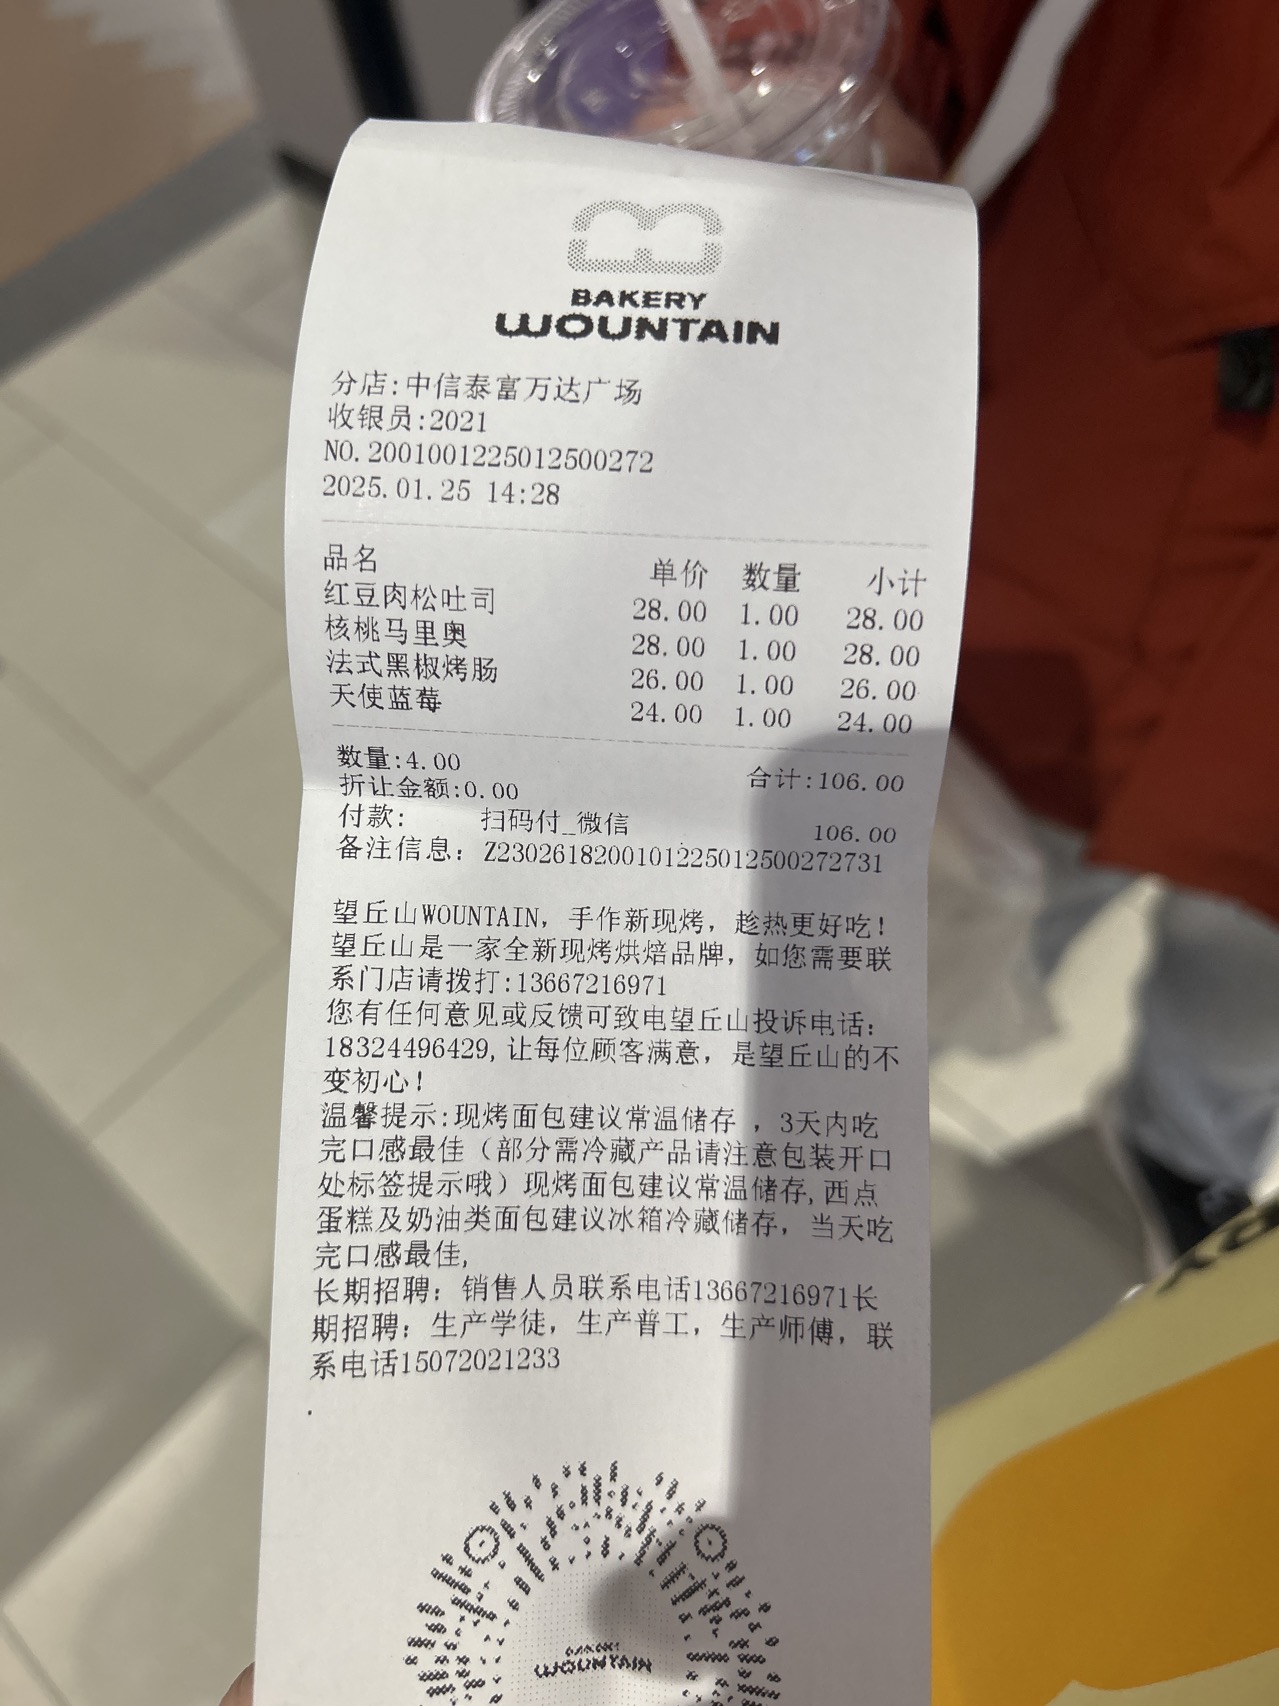 BAKERY
WOUNTAIN
分店:中信泰富万达广场
收银员:2021
NO.2001001225012500272
2025.01.25 14:28
品名 单价 数量 小计
红豆肉松吐司 28.00 1.00 28.00
核桃马里奥 28.00 1.00 28.00
法式黑椒烤肠 26.00 1.00 26.00
天使蓝莓 24.00 1.00 24.00
数量:4.00 合计:106.00
折让金额:0.00
付款: 扫码付_微信 106.00
备注信息: Z2302618200101225012500272731
望丘山WOUNTAIN, 手作新现烤, 趁热更好吃!
望丘山是一家全新现烤烘焙品牌, 如您需要联
系门店请拨打:13667216971
您有任何意见或反馈可致电望丘山投诉电话:
18324496429, 让每位顾客满意, 是望丘山的不
变初心!
温馨提示:现烤面包建议常温储存 , 3天内吃
完口感最佳（部分需冷藏产品请注意包装开口
处标签提示哦）现烤面包建议常温储存, 西点
蛋糕及奶油类面包建议冰箱冷藏储存, 当天吃
完口感最佳,
长期招聘: 销售人员联系电话13667216971长
期招聘: 生产学徒, 生产普工, 生产师傅, 联
系电话15072021233
.
BAKERY
WOUNTAIN